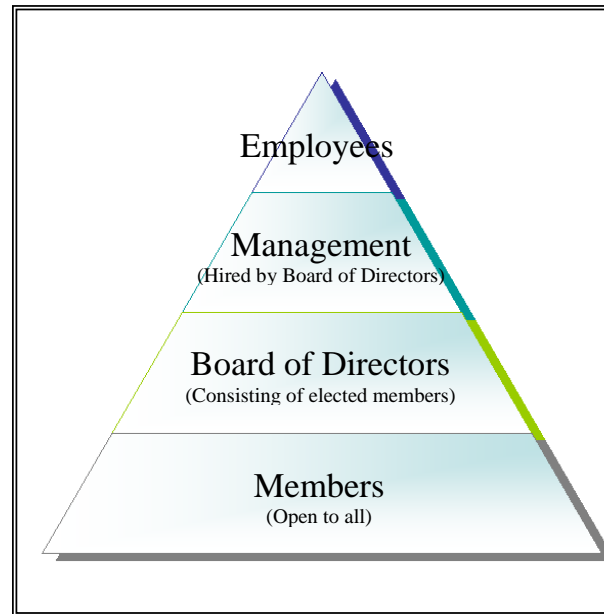 Employees
Management
(Hired by Board of Directors)
Board of Directors
(Consisting of elected members)
Members
(Open to all)